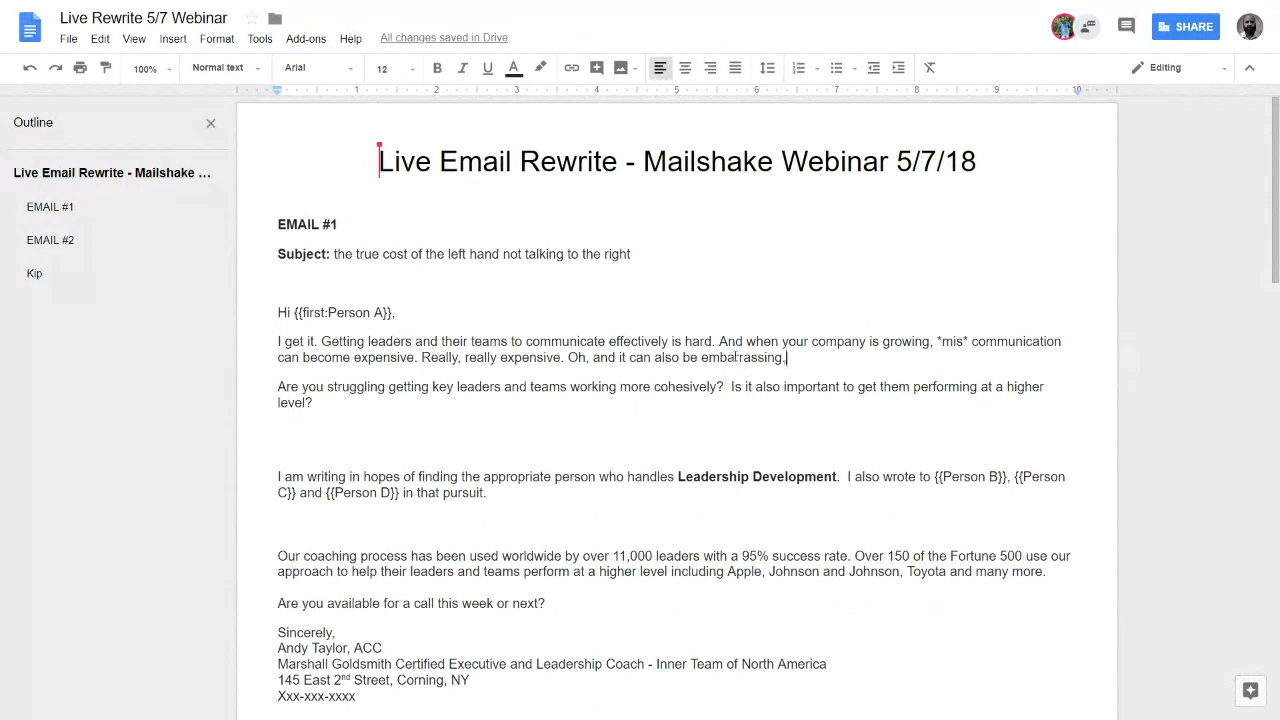 Live Rewrite 5/7 Webinar
File Edit View Insert Format Tools Add-ons Help All changes saved in Drive
SHARE
100% Normal text Arial 12 B I U A Editing
1 2 3 4 5 6 7 8 9 10
Outline
Live Email Rewrite - Mailshake ...
EMAIL #1
EMAIL #2
Kip
Live Email Rewrite - Mailshake Webinar 5/7/18
EMAIL #1
Subject: the true cost of the left hand not talking to the right
Hi {{first:Person A}},
I get it. Getting leaders and their teams to communicate effectively is hard. And when your company is growing, *mis* communication
can become expensive. Really, really expensive. Oh, and it can also be embarrassing.
Are you struggling getting key leaders and teams working more cohesively?  Is it also important to get them performing at a higher
level?
I am writing in hopes of finding the appropriate person who handles Leadership Development.  I also wrote to {{Person B}}, {{Person
C}} and {{Person D}} in that pursuit.
Our coaching process has been used worldwide by over 11,000 leaders with a 95% success rate. Over 150 of the Fortune 500 use our
approach to help their leaders and teams perform at a higher level including Apple, Johnson and Johnson, Toyota and many more.
Are you available for a call this week or next?
Sincerely,
Andy Taylor, ACC
Marshall Goldsmith Certified Executive and Leadership Coach - Inner Team of North America
145 East 2nd Street, Corning, NY
Xxx-xxx-xxxx